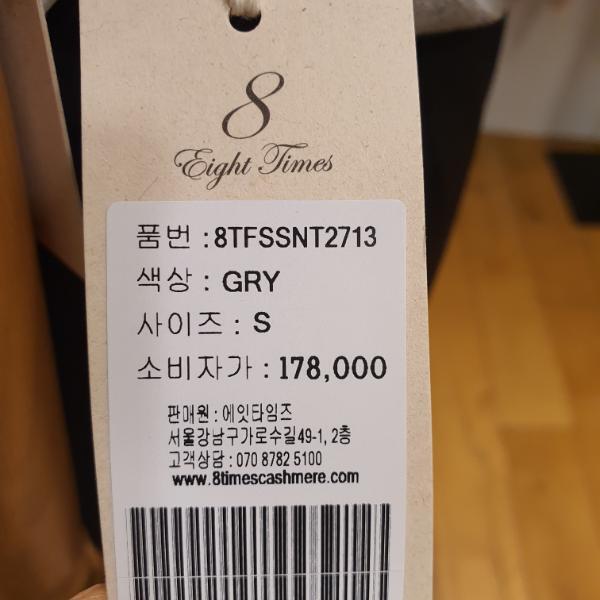 8
Eight Times
품번 : 8TFSSNT2713
색상 : GRY
사이즈 : S
소비자가 : 178,000
판매원 : 에잇타임즈
서울강남구가로수길49-1, 2층
고객상담 : 070 8782 5100
www.8timescashmere.com